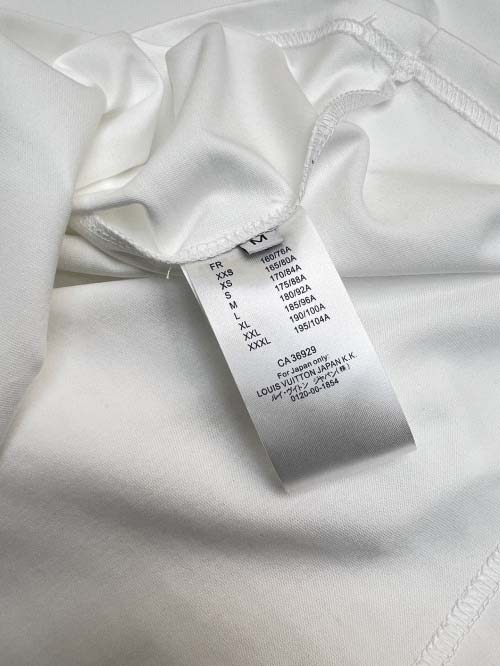 M
FR
XXS 160/76A
XS 165/80A
S 170/84A
M 175/88A
L 180/92A
XL 185/96A
XXL 190/100A
XXXL 195/104A
CA 36929
For Japan only:
LOUIS VUITTON JAPAN K.K.
ルイ・ヴィトン ジャパン(株)
0120-00-1854